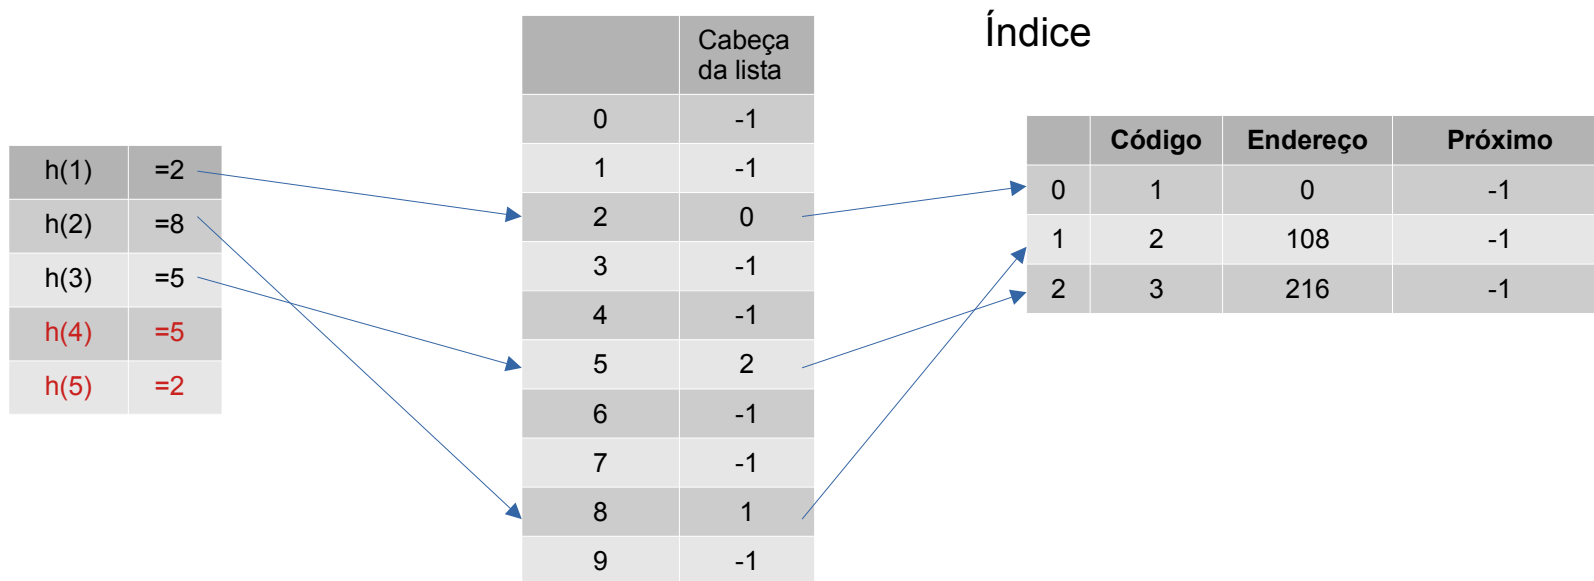 Índice
h(1) =2
h(2) =8
h(3) =5
h(4) =5
h(5) =2
Cabeça
da lista
0 -1
1 -1
2 0
3 -1
4 -1
5 2
6 -1
7 -1
8 1
9 -1
Código Endereço Próximo
0 1 0 -1
1 2 108 -1
2 3 216 -1